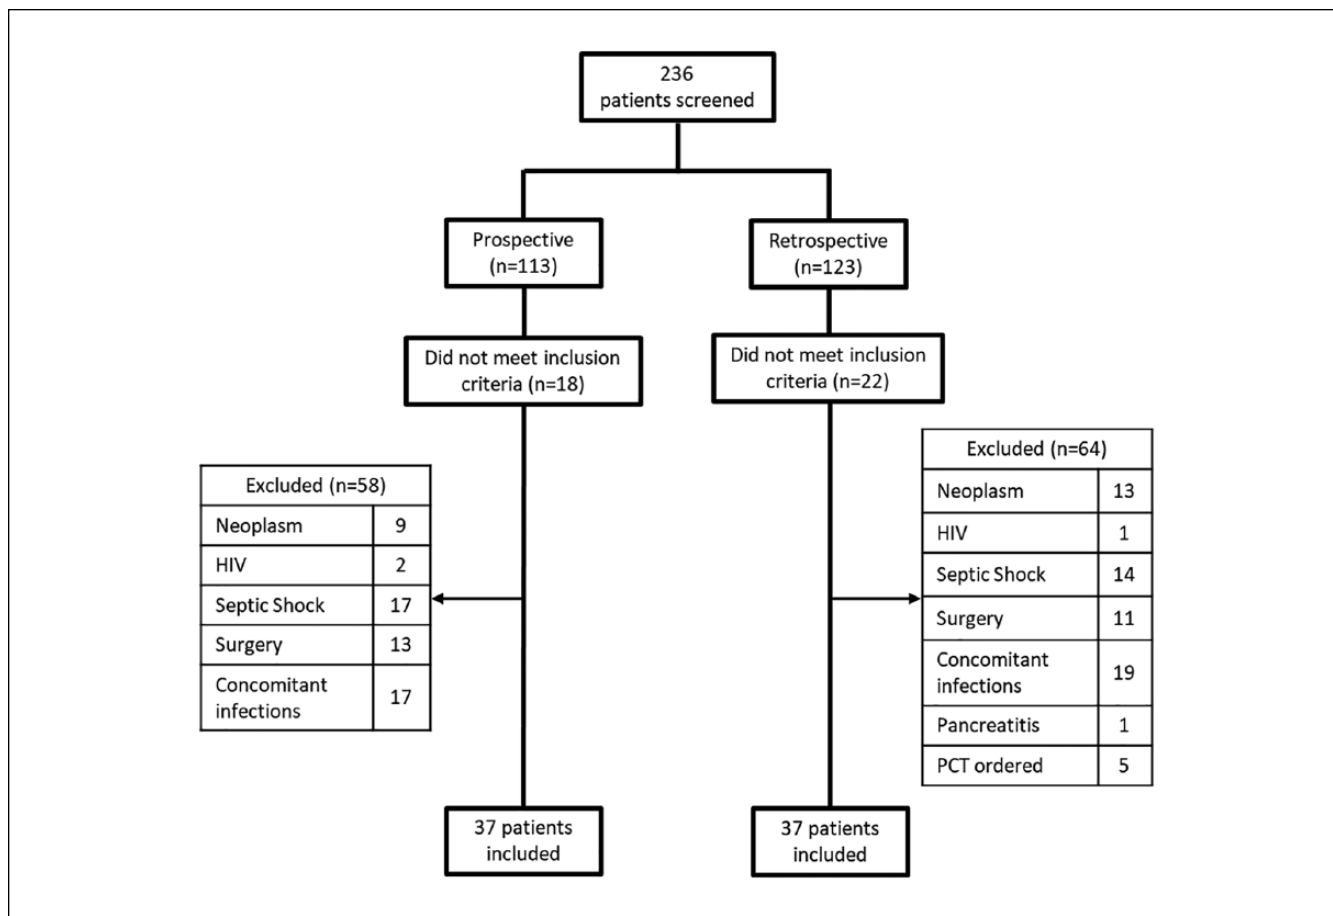 236
patients screened
Prospective
(n=113)
Retrospective
(n=123)
Did not meet inclusion
criteria (n=18)
Did not meet inclusion
criteria (n=22)
Excluded (n=58)
Neoplasm 9
HIV 2
Septic Shock 17
Surgery 13
Concomitant
infections 17
Excluded (n=64)
Neoplasm 13
HIV 1
Septic Shock 14
Surgery 11
Concomitant
infections 19
Pancreatitis 1
PCT ordered 5
37 patients
included
37 patients
included